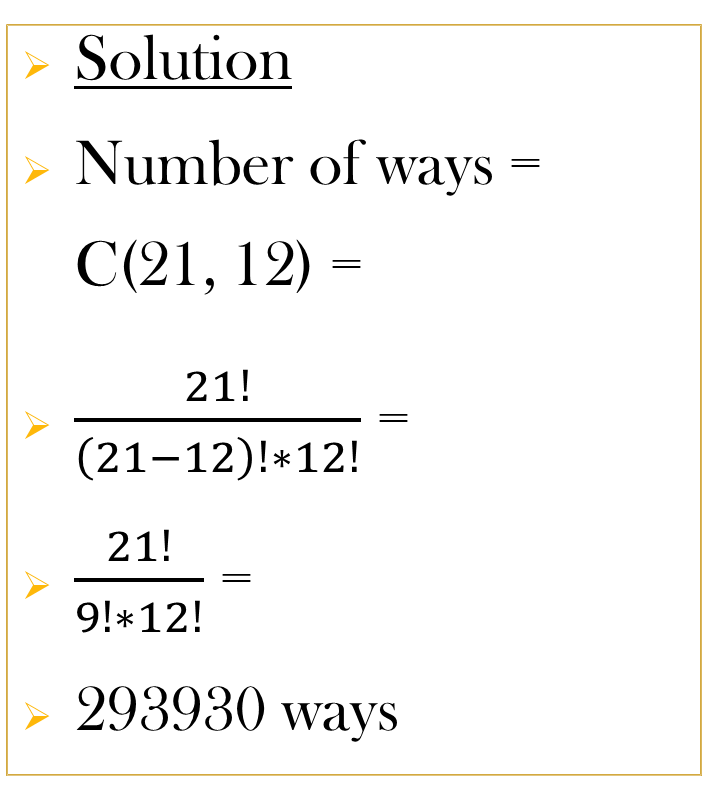 Solution
Number of ways =
C(21, 12) =
21!
(21−12)!*12! =
21!
9!*12! =
293930 ways